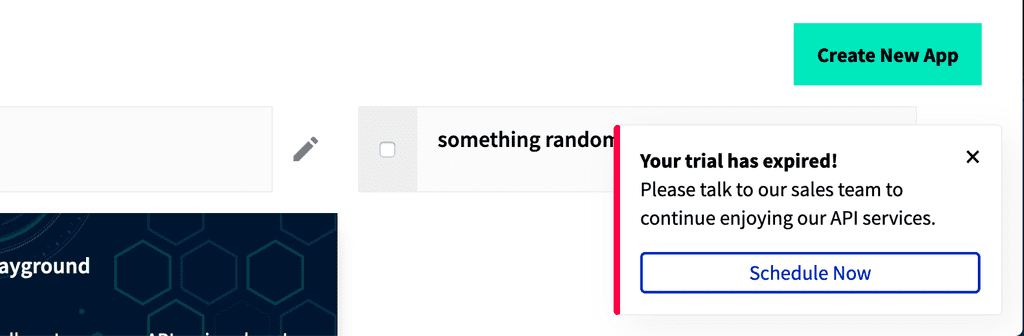 Create New App
something random
Your trial has expired!
Please talk to our sales team to
continue enjoying our API services.
Schedule Now
ayground